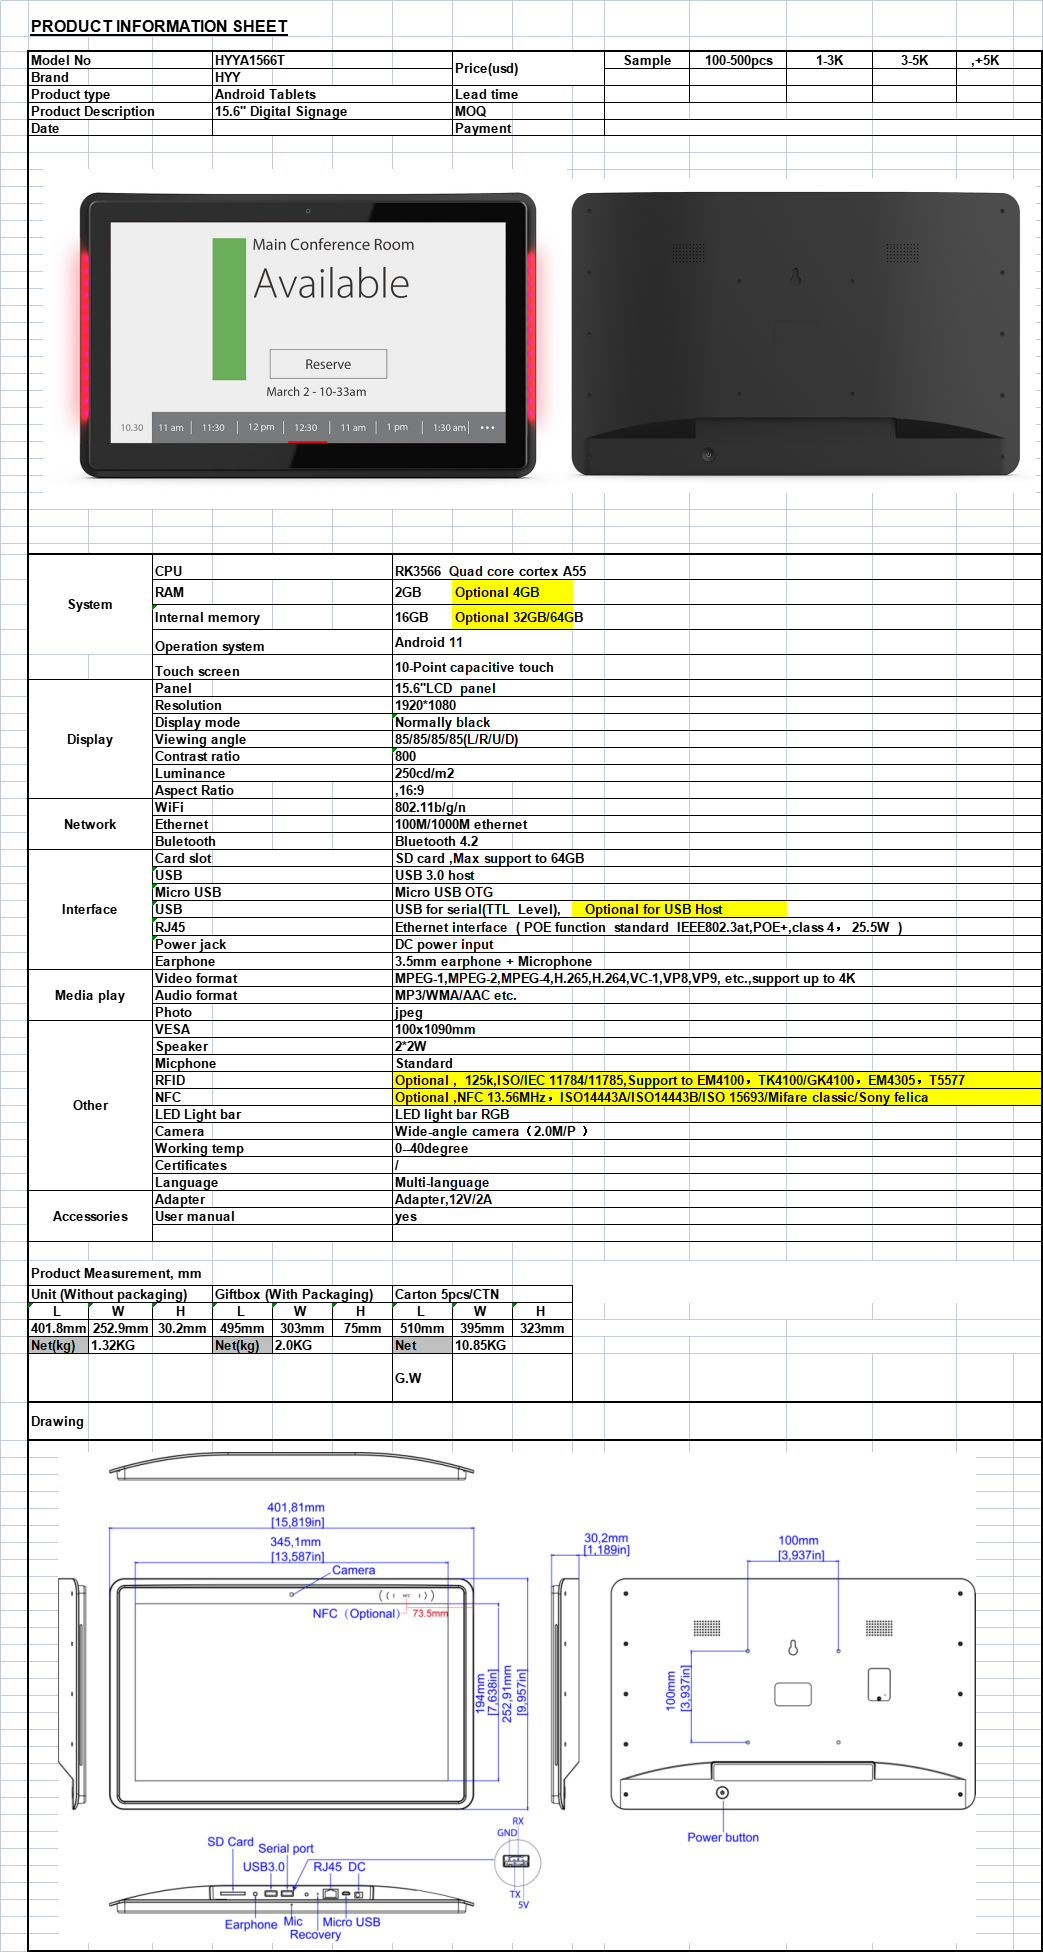 PRODUCT INFORMATION SHEET
Model No HYYA1566T Price(usd) Sample 100-500pcs 1-3K 3-5K ,+5K
Brand HYY
Product type Android Tablets Lead time
Product Description 15.6" Digital Signage MOQ
Date Payment
Main Conference Room
Available
Reserve
March 2 - 10-33am
10.30 11 am 11:30 12 pm 12:30 11 am 1 pm 1:30 am
System
CPU RK3566 Quad core cortex A55
RAM 2GB Optional 4GB
Internal memory 16GB Optional 32GB/64GB
Operation system Android 11
Touch screen 10-Point capacitive touch
Display
Panel 15.6"LCD panel
Resolution 1920*1080
Display mode Normally black
Viewing angle 85/85/85/85(L/R/U/D)
Contrast ratio 800
Luminance 250cd/m2
Aspect Ratio ,16:9
Network
WiFi 802.11b/g/n
Ethernet 100M/1000M ethernet
Buletooth Bluetooth 4.2
Interface
Card slot SD card ,Max support to 64GB
USB USB 3.0 host
Micro USB Micro USB OTG
USB USB for serial(TTL Level), Optional for USB Host
RJ45 Ethernet interface ( POE function standard IEEE802.3at,POE+,class 4， 25.5W )
Power jack DC power input
Earphone 3.5mm earphone + Microphone
Media play
Video format MPEG-1,MPEG-2,MPEG-4,H.265,H.264,VC-1,VP8,VP9, etc.,support up to 4K
Audio format MP3/WMA/AAC etc.
Photo jpeg
Other
VESA 100x1090mm
Speaker 2*2W
Micphone Standard
RFID Optional , 125k,ISO/IEC 11784/11785,Support to EM4100，TK4100/GK4100，EM4305，T5577
NFC Optional ,NFC 13.56MHz，ISO14443A/ISO14443B/ISO 15693/Mifare classic/Sony felica
LED Light bar LED light bar RGB
Camera Wide-angle camera（2.0M/P ）
Working temp 0--40degree
Certificates /
Language Multi-language
Accessories
Adapter Adapter,12V/2A
User manual yes
Product Measurement, mm
Unit (Without packaging) Giftbox (With Packaging) Carton 5pcs/CTN
L W H L W H L W H
401.8mm 252.9mm 30.2mm 495mm 303mm 75mm 510mm 395mm 323mm
Net(kg) 1.32KG Net(kg) 2.0KG Net 10.85KG
G.W
Drawing
401,81mm
[15,819in]
345,1mm
[13,587in]
Camera
NFC
NFC（Optional） 73.5mm
194mm
[7,638in]
252,91mm
[9,957in]
30,2mm
[1,189in]
100mm
[3,937in]
100mm
[3,937in]
Power button
SD Card Serial port
USB3.0 RJ45 DC
Earphone Mic Micro USB
Recovery
RX
GND
TX
5V